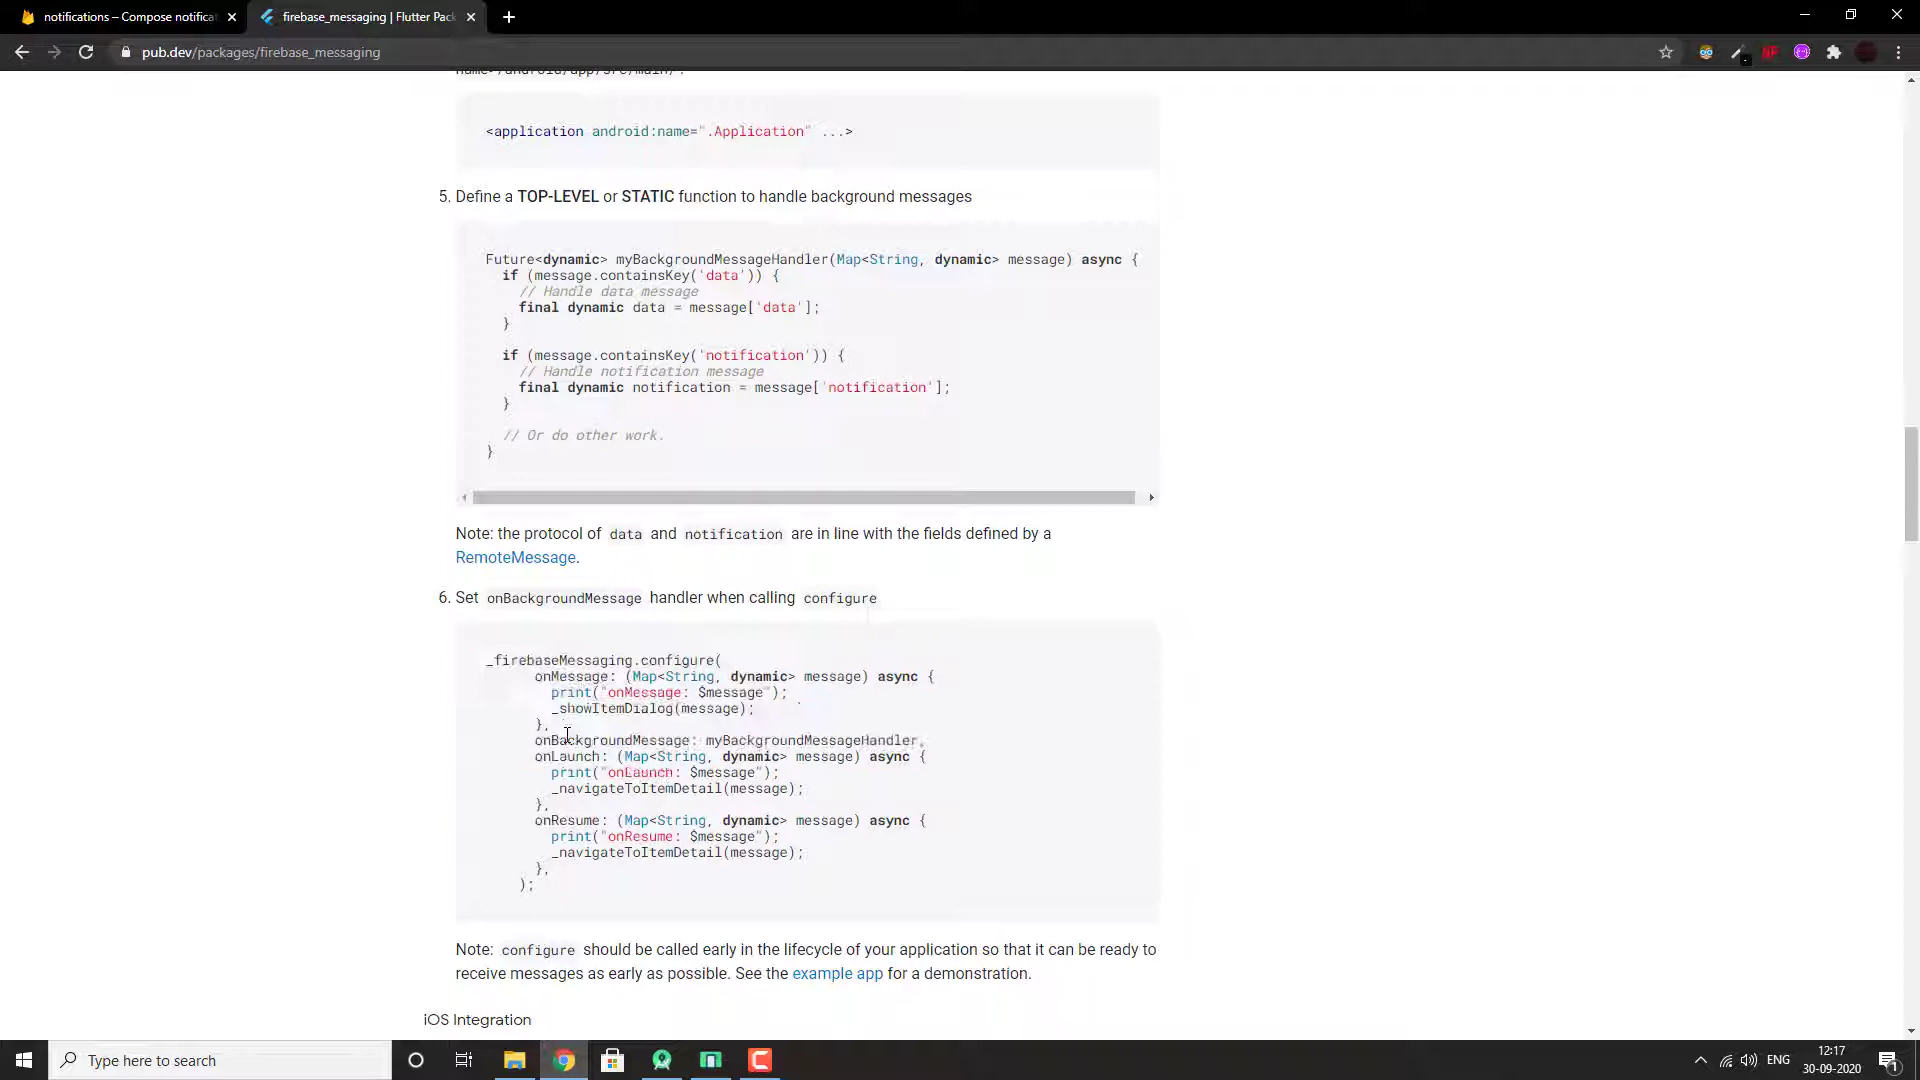 notifications – Compose notifica
firebase_messaging | Flutter Pack
pub.dev/packages/firebase_messaging
name>/android/app/src/main/.
<application android:name=".Application" ...>
5. Define a TOP-LEVEL or STATIC function to handle background messages
Future<dynamic> myBackgroundMessageHandler(Map<String, dynamic> message) async {
if (message.containsKey('data')) {
// Handle data message
final dynamic data = message['data'];
}
if (message.containsKey('notification')) {
// Handle notification message
final dynamic notification = message['notification'];
}
// Or do other work.
}
Note: the protocol of data and notification are in line with the fields defined by a
RemoteMessage.
6. Set onBackgroundMessage handler when calling configure
_firebaseMessaging.configure(
onMessage: (Map<String, dynamic> message) async {
print("onMessage: $message");
_showItemDialog(message);
},
onBackgroundMessage: myBackgroundMessageHandler,
onLaunch: (Map<String, dynamic> message) async {
print("onLaunch: $message");
_navigateToItemDetail(message);
},
onResume: (Map<String, dynamic> message) async {
print("onResume: $message");
_navigateToItemDetail(message);
},
);
Note: configure should be called early in the lifecycle of your application so that it can be ready to
receive messages as early as possible. See the example app for a demonstration.
iOS Integration
Type here to search
ENG
12:17
30-09-2020